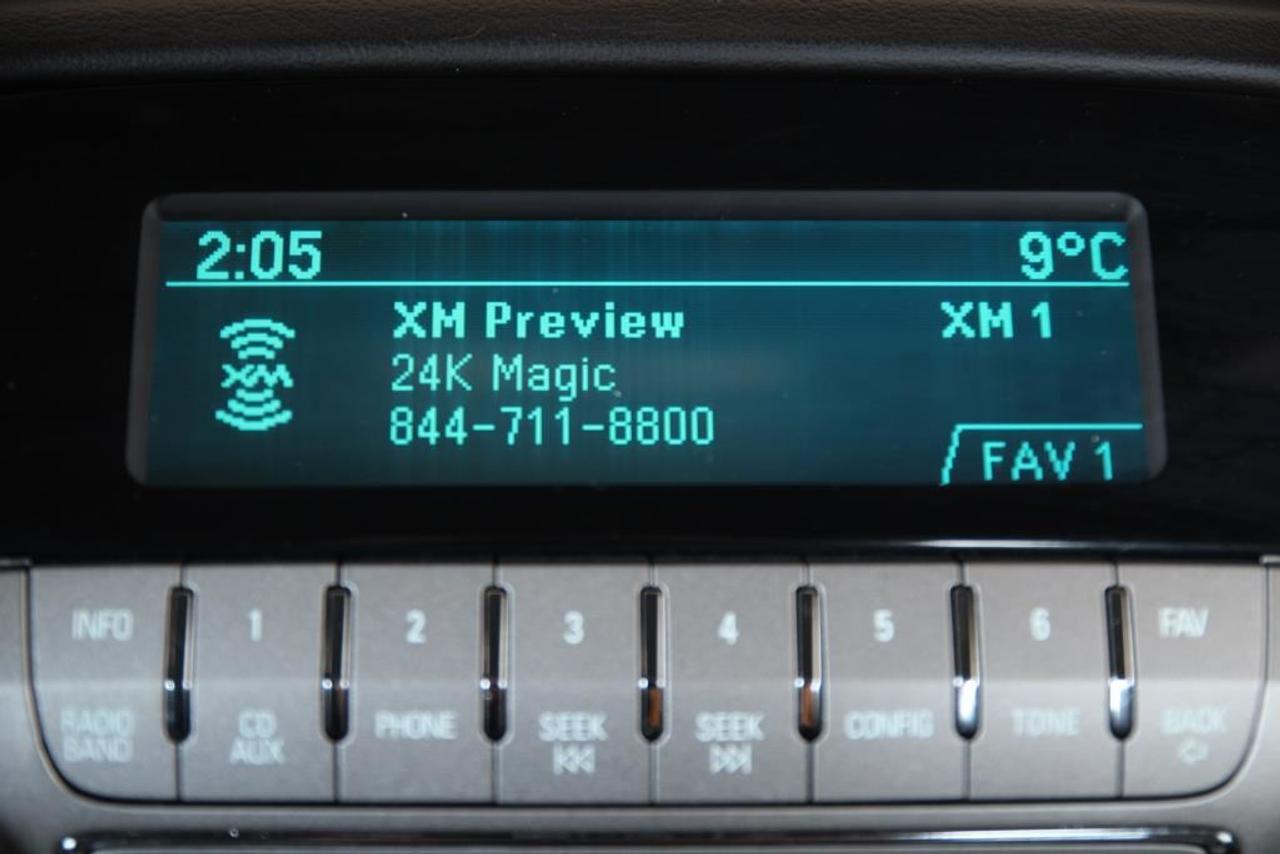 2:05 9°C
XM Preview XM 1
XM
24K Magic
844-711-8800
FAV 1
INFO 1 2 3 4 5 6 FAV
RADIO BAND CD AUX PHONE SEEK SEEK CONFIG TONE BACK